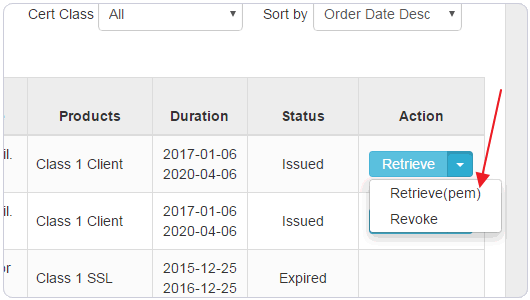 Cert Class All Sort by Order Date Desc
Products Duration Status Action
il. Class 1 Client 2017-01-06 2020-04-06 Issued Retrieve
Retrieve(pem)
Revoke
il. Class 1 Client 2017-01-06 2020-04-06 Issued
or Class 1 SSL 2015-12-25 2016-12-25 Expired